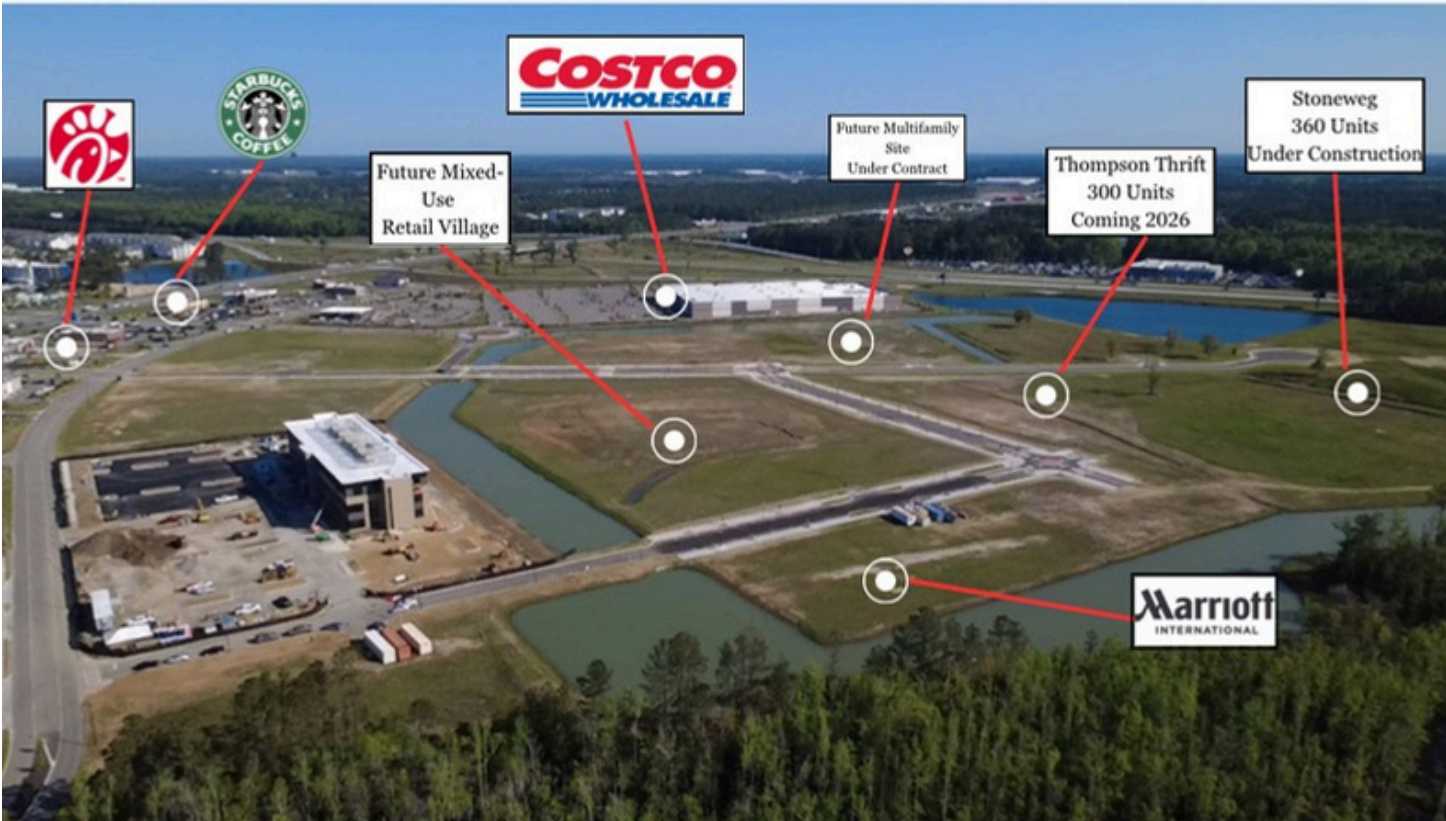 STARBUCKS
COFFEE
COSTCO
WHOLESALE
Future Mixed-
Use
Retail Village
Future Multifamily
Site
Under Contract
Thompson Thrift
300 Units
Coming 2026
Stoneweg
360 Units
Under Construction
Marriott
INTERNATIONAL